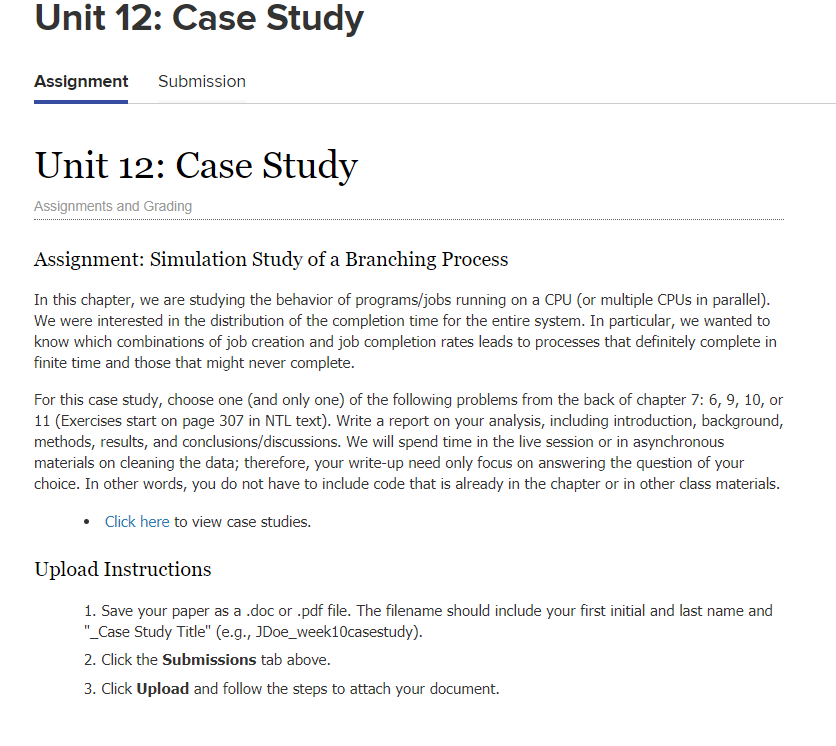 Unit 12: Case Study
Assignment Submission
Unit 12: Case Study
Assignments and Grading
Assignment: Simulation Study of a Branching Process
In this chapter, we are studying the behavior of programs/jobs running on a CPU (or multiple CPUs in parallel).
We were interested in the distribution of the completion time for the entire system. In particular, we wanted to
know which combinations of job creation and job completion rates leads to processes that definitely complete in
finite time and those that might never complete.
For this case study, choose one (and only one) of the following problems from the back of chapter 7: 6, 9, 10, or
11 (Exercises start on page 307 in NTL text). Write a report on your analysis, including introduction, background,
methods, results, and conclusions/discussions. We will spend time in the live session or in asynchronous
materials on cleaning the data; therefore, your write-up need only focus on answering the question of your
choice. In other words, you do not have to include code that is already in the chapter or in other class materials.
• Click here to view case studies.
Upload Instructions
1. Save your paper as a .doc or .pdf file. The filename should include your first initial and last name and
"_Case Study Title" (e.g., JDoe_week10casestudy).
2. Click the Submissions tab above.
3. Click Upload and follow the steps to attach your document.